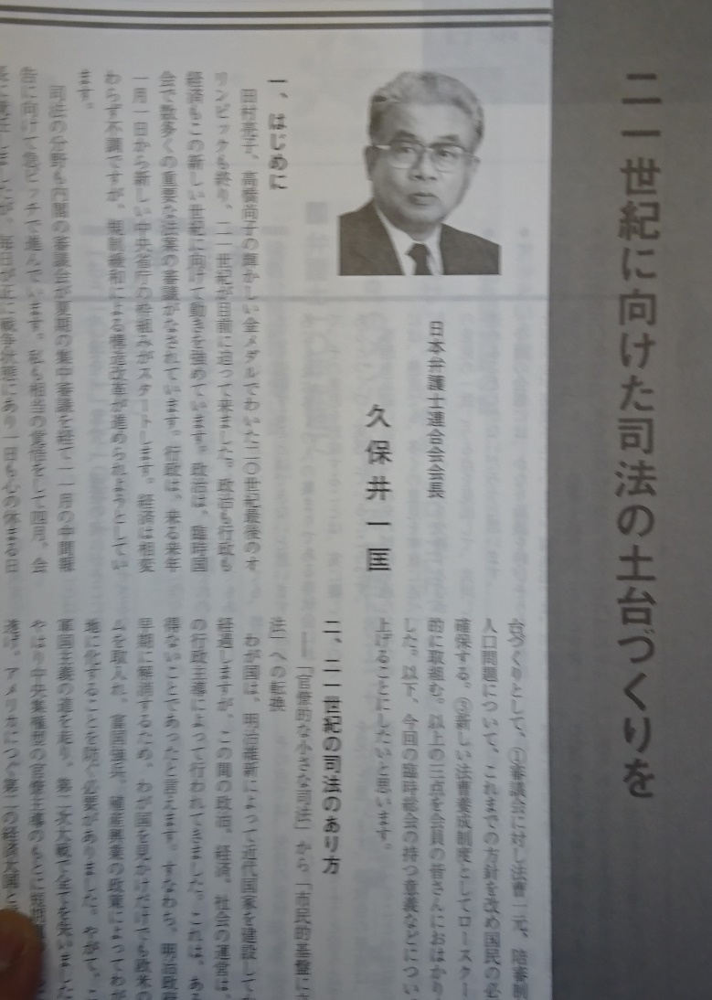 二一世紀に向けた司法の土台づくりを
日本弁護士連合会会長
久保井一匡
一、はじめに
田村亮子、高橋尚子の輝かしい金メダルでわいた二〇世紀最後のオ
リンピックも終り、二一世紀が目前に迫って来ました。政治も行政も
経済もこの新しい世紀に向けて動きを強めています。政治は、臨時国
会で数多くの重要な法案の審議がなされています。行政は、来る来年
一月一日から新しい中央省庁の枠組みがスタートします。経済は相変
わらず不調ですが、規制緩和による構造改革が進められようとしてい
ます。
司法の分野も内閣の審議会が夏期の集中審議を経て一一月の中間報
告に向けて急ピッチで進んでいます。私も相当の覚悟をして四月、会
毎日が正に戦争状態にあり一日も心の休まる日
台づくりとして、①審議会に対し法曹一元、陪審制
人口問題について、これまでの方針を改め国民の必
確保する。③新しい法曹養成制度としてロースクー
的に取組む。以上の三点を会員の皆さんにおはかり
した。以下、今回の臨時総会の持つ意義などについ
上げることにしたいと思います。
二、二一世紀の司法のあり方
―「官僚的な小さな司法」から「市民的基盤に
法」への転換
わが国は、明治維新によって近代国家を建設しても
経過しますが、この間の政治、経済、社会の運営は、
の行政主導によって行われてきました。これは、ある
得ないことであったと言えます。すなわち、明治政府
早期に解消するため、わが国を見かけだけでも欧米の
ムを取入れ、富国強兵、殖産興業の政策によってわが
地に化することを防ぐ必要がありました。やがて、こ
軍国主義の道を走り、第二次大戦で全てを失いました
やはり中央集権型の官僚主導のもとに短期
遂げ、アメリカにつぐ第二の経済大国と